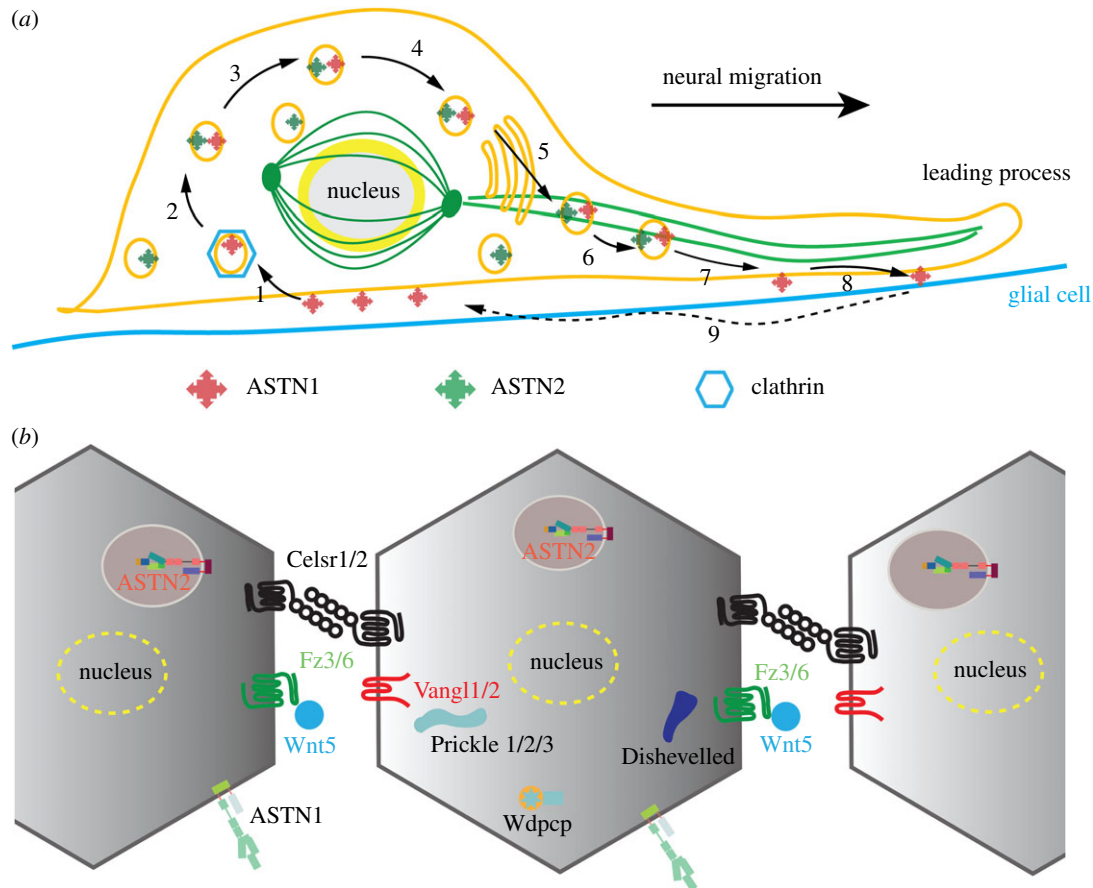 (a)
4
3
neural migration
5
leading process
nucleus
2
6
7
8
1
glial cell
9
ASTN1
ASTN2
clathrin
(b)
ASTN2
ASTN2
Celsr1/2
nucleus
nucleus
nucleus
Fz3/6
Fz3/6
Vangl1/2
Wnt5
Prickle 1/2/3
Dishevelled
Wnt5
ASTN1
Wdpcp